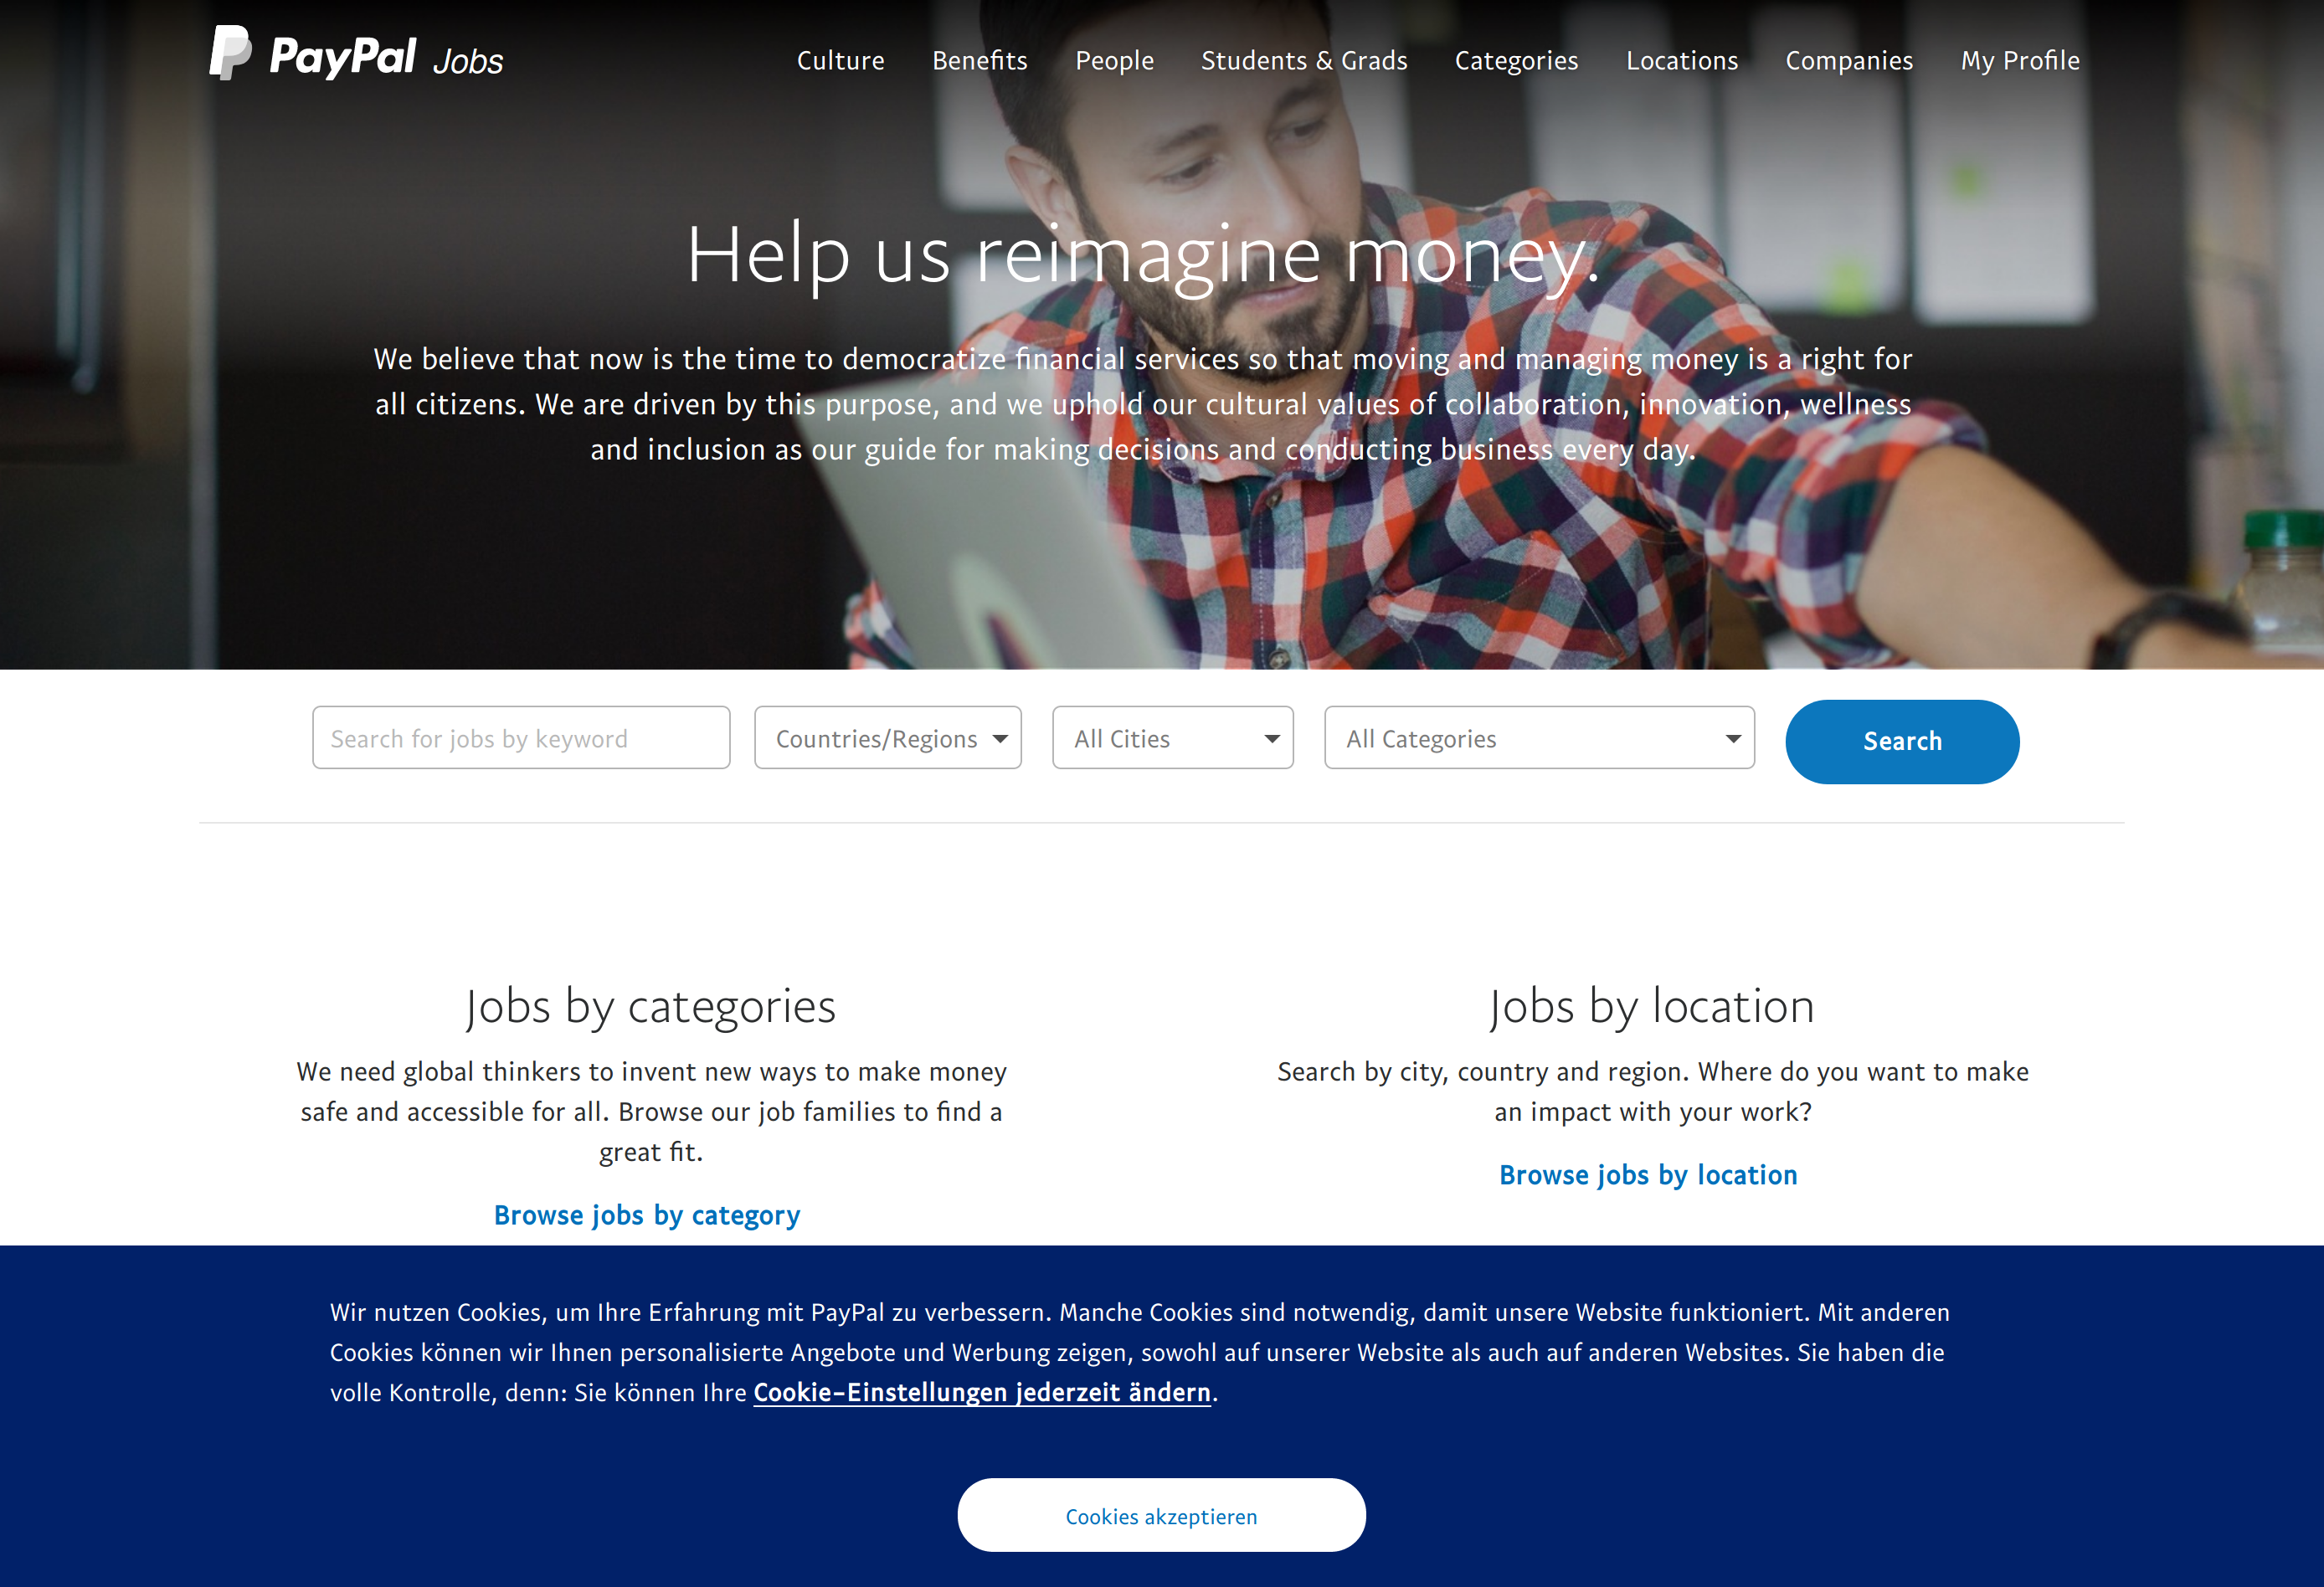 PayPal Jobs
Culture Benefits People Students & Grads Categories Locations Companies My Profile
Help us reimagine money.
We believe that now is the time to democratize financial services so that moving and managing money is a right for
all citizens. We are driven by this purpose, and we uphold our cultural values of collaboration, innovation, wellness
and inclusion as our guide for making decisions and conducting business every day.
Search for jobs by keyword Countries/Regions All Cities All Categories Search
Jobs by categories
We need global thinkers to invent new ways to make money
safe and accessible for all. Browse our job families to find a
great fit.
Browse jobs by category
Jobs by location
Search by city, country and region. Where do you want to make
an impact with your work?
Browse jobs by location
Wir nutzen Cookies, um Ihre Erfahrung mit PayPal zu verbessern. Manche Cookies sind notwendig, damit unsere Website funktioniert. Mit anderen
Cookies können wir Ihnen personalisierte Angebote und Werbung zeigen, sowohl auf unserer Website als auch auf anderen Websites. Sie haben die
volle Kontrolle, denn: Sie können Ihre Cookie-Einstellungen jederzeit ändern.
Cookies akzeptieren